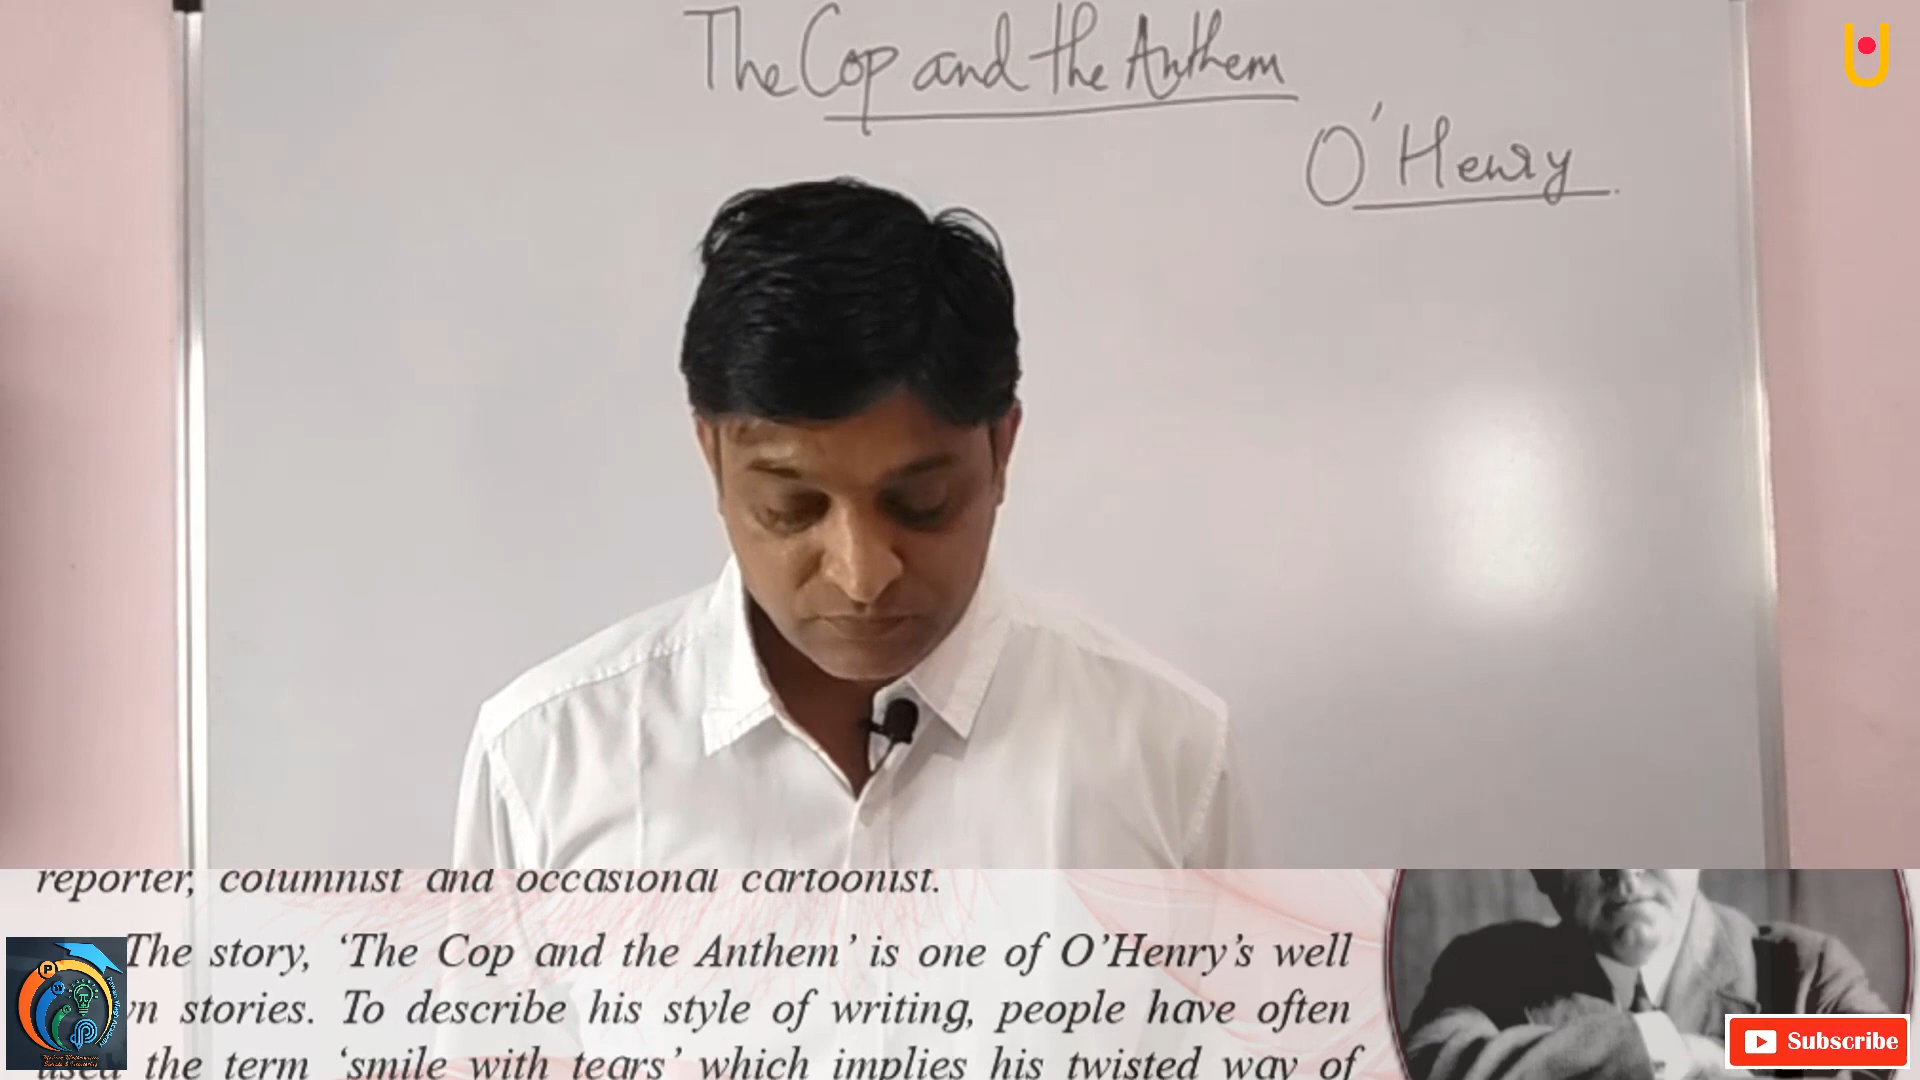 The Cop and the Anthem
O'Henry
reporter, columnist and occasional cartoonist.
The story, ‘The Cop and the Anthem’ is one of O’Henry’s well
stories. To describe his style of writing, people have often
used the term ‘smile with tears’ which implies his twisted way of
Subscribe